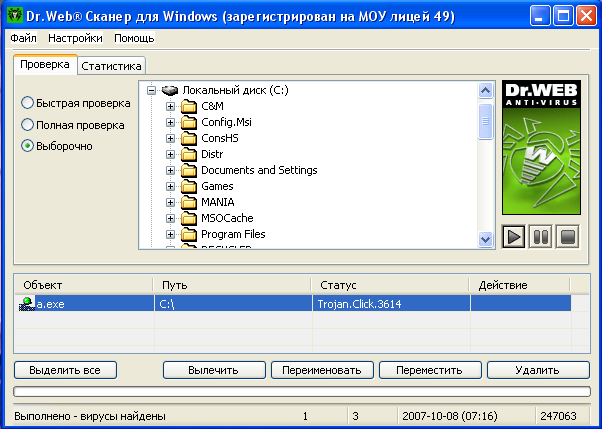 Dr.Web® Сканер для Windows (зарегистрирован на МОУ лицей 49)
Файл Настройки Помощь
Проверка Статистика
Быстрая проверка
Полная проверка
Выборочно
Локальный диск (C:)
C&M
Config.Msi
ConsHS
Distr
Documents and Settings
Games
MANIA
MSOCache
Program Files
RECYCLER
Dr.WEB
ANTI-VIRUS
Объект Путь Статус Действие
a.exe C:\ Trojan.Click.3614
Выделить все Вылечить Переименовать Переместить Удалить
Выполнено - вирусы найдены 1 3 2007-10-08 (07:16) 247063